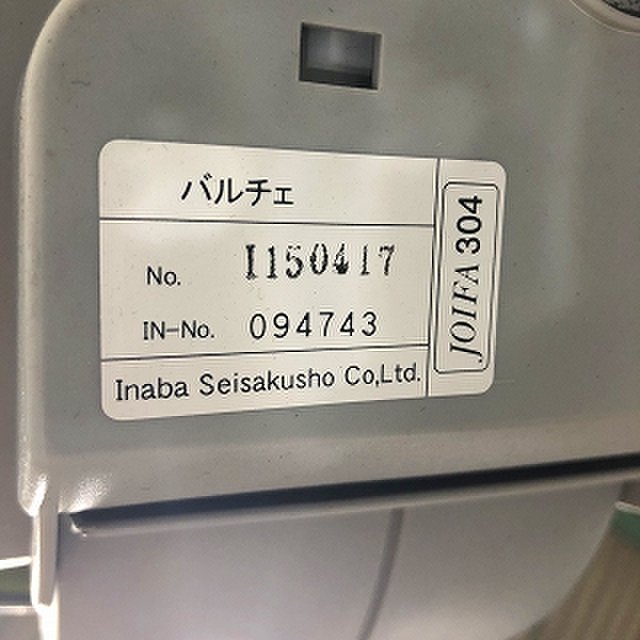 バルチェ
No. I150417
IN-No. 094743
Inaba Seisakusho Co,Ltd.
JOIFA 304